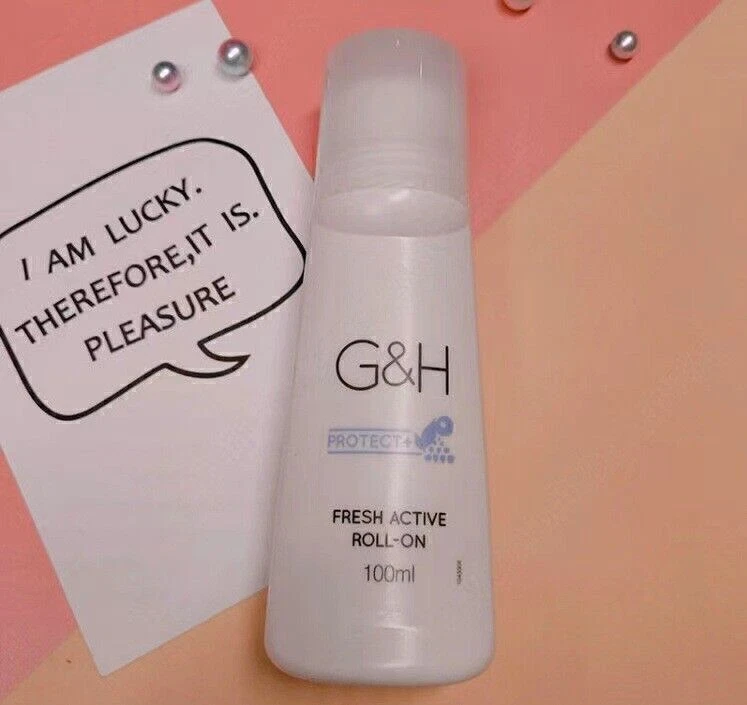 I AM LUCKY.
THEREFORE,IT IS.
PLEASURE
G&H
PROTECT+
FRESH ACTIVE
ROLL-ON
100ml